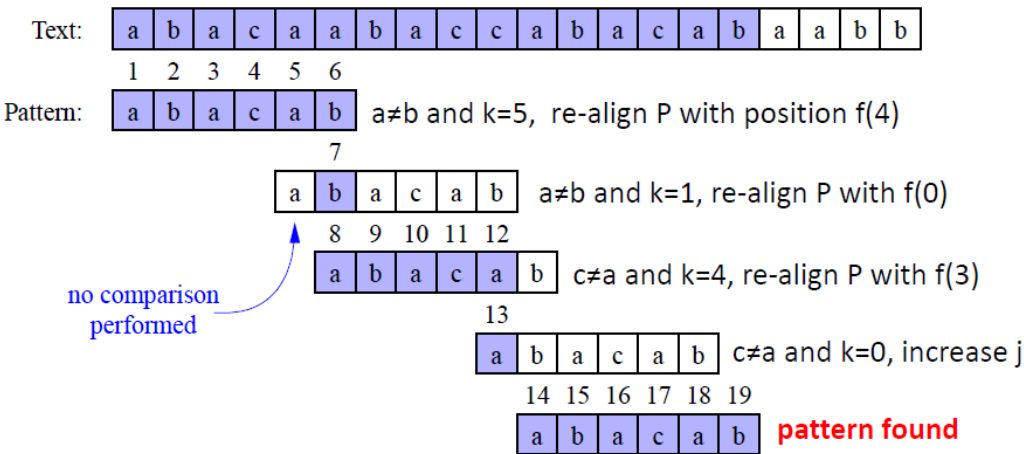 Text: a b a c a a b a c c a b a c a b a a b b
1 2 3 4 5 6
Pattern: a b a c a b a≠b and k=5, re-align P with position f(4)
7
a b a c a b a≠b and k=1, re-align P with f(0)
8 9 10 11 12
a b a c a b c≠a and k=4, re-align P with f(3)
no comparison
performed
13
a b a c a b c≠a and k=0, increase j
14 15 16 17 18 19
a b a c a b pattern found